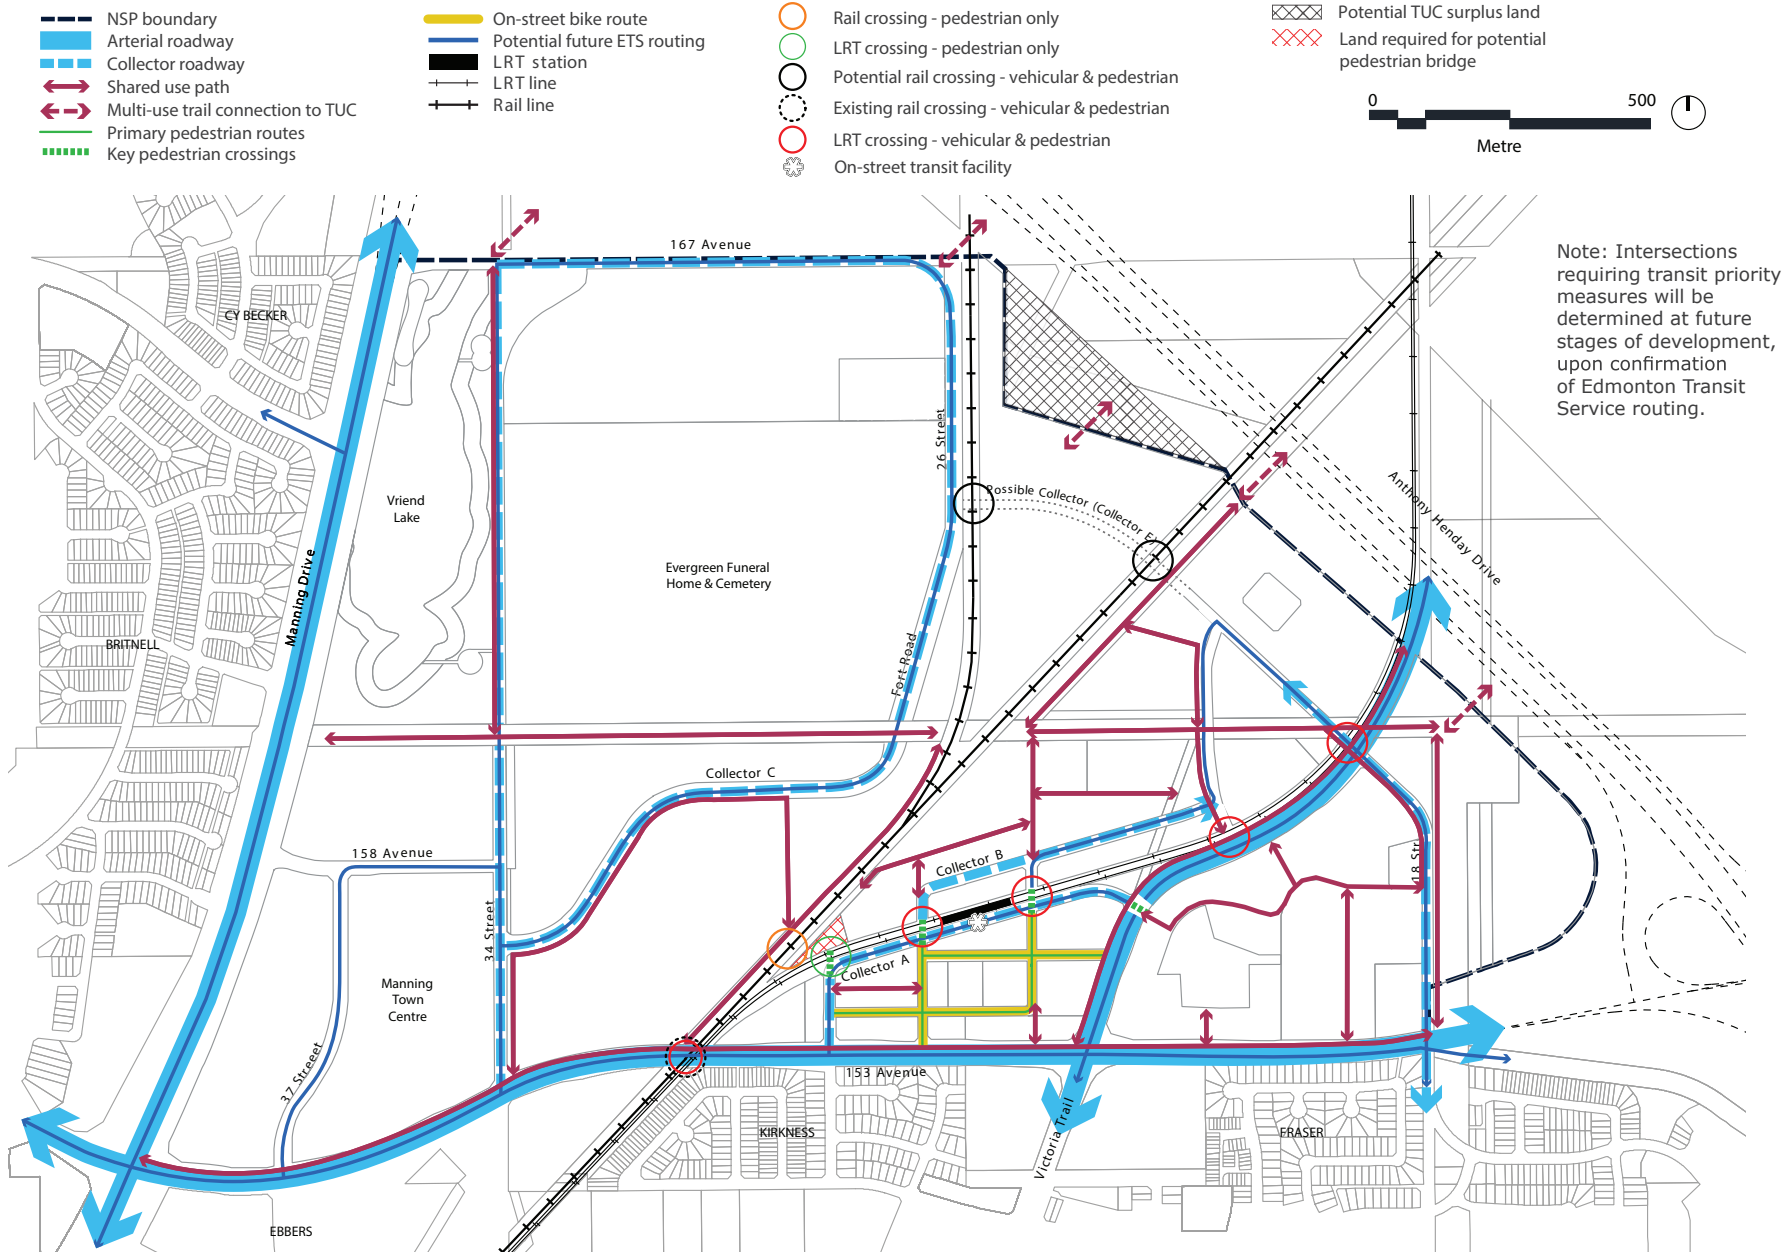 NSP boundary
Arterial roadway
Collector roadway
Shared use path
Multi-use trail connection to TUC
Primary pedestrian routes
Key pedestrian crossings
On-street bike route
Potential future ETS routing
LRT station
LRT line
Rail line
Rail crossing - pedestrian only
LRT crossing - pedestrian only
Potential rail crossing - vehicular & pedestrian
Existing rail crossing - vehicular & pedestrian
LRT crossing - vehicular & pedestrian
On-street transit facility
Potential TUC surplus land
Land required for potential
pedestrian bridge
0 500
Metre
Note: Intersections
requiring transit priority
measures will be
determined at future
stages of development,
upon confirmation
of Edmonton Transit
Service routing.
167 Avenue
CY BECKER
26 Street
Vriend
Lake
Possible Collector (Collector E)
Anthony Henday Drive
Manning Drive
Evergreen Funeral
Home & Cemetery
BRITNELL
Fort Road
Collector C
158 Avenue
Collector B
18 Str
34 Street
Collector A
Manning
Town
Centre
37 Streeet
153 Avenue
KIRKNESS
Victoria Trail
FRASER
EBBERS